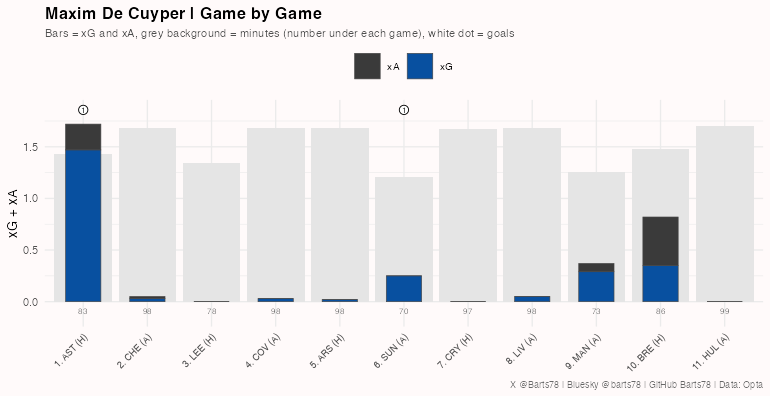 Maxim De Cuyper | Game by Game
Bars = xG and xA, grey background = minutes (number under each game), white dot = goals
xA xG
1 1
xG + xA
1.5
1.0
0.5
0.0
83 98 78 98 98 70 97 98 73 86 99
1. AST (H) 2. CHE (A) 3. LEE (H) 4. COV (A) 5. ARS (H) 6. SUN (A) 7. CRY (H) 8. LIV (A) 9. MAN (A) 10. BRE (H) 11. HUL (A)
X @Barts78 | Bluesky @barts78 | GitHub Barts78 | Data: Opta